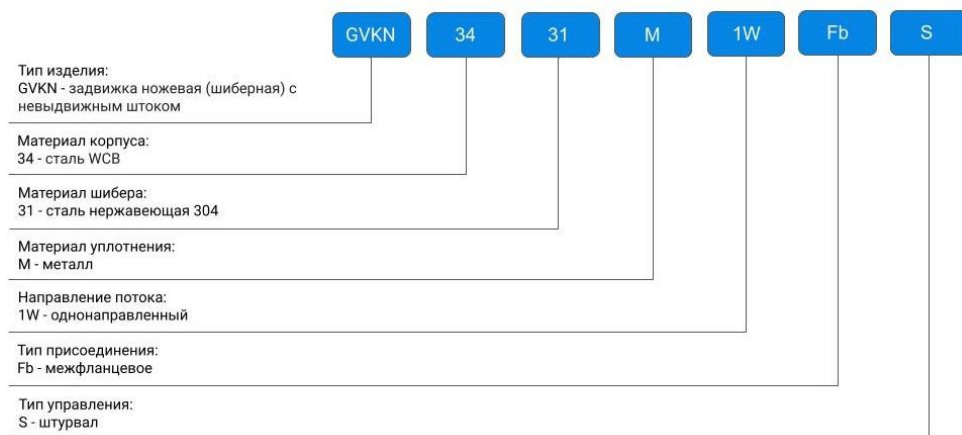 GVKN 34 31 M 1W Fb S
Тип изделия:
GVKN - задвижка ножевая (шиберная) с
невыдвижным штоком
Материал корпуса:
34 - сталь WCB
Материал шибера:
31 - сталь нержавеющая 304
Материал уплотнения:
М - металл
Направление потока:
1W - однонаправленный
Тип присоединения:
Fb - межфланцевое
Тип управления:
S - штурвал